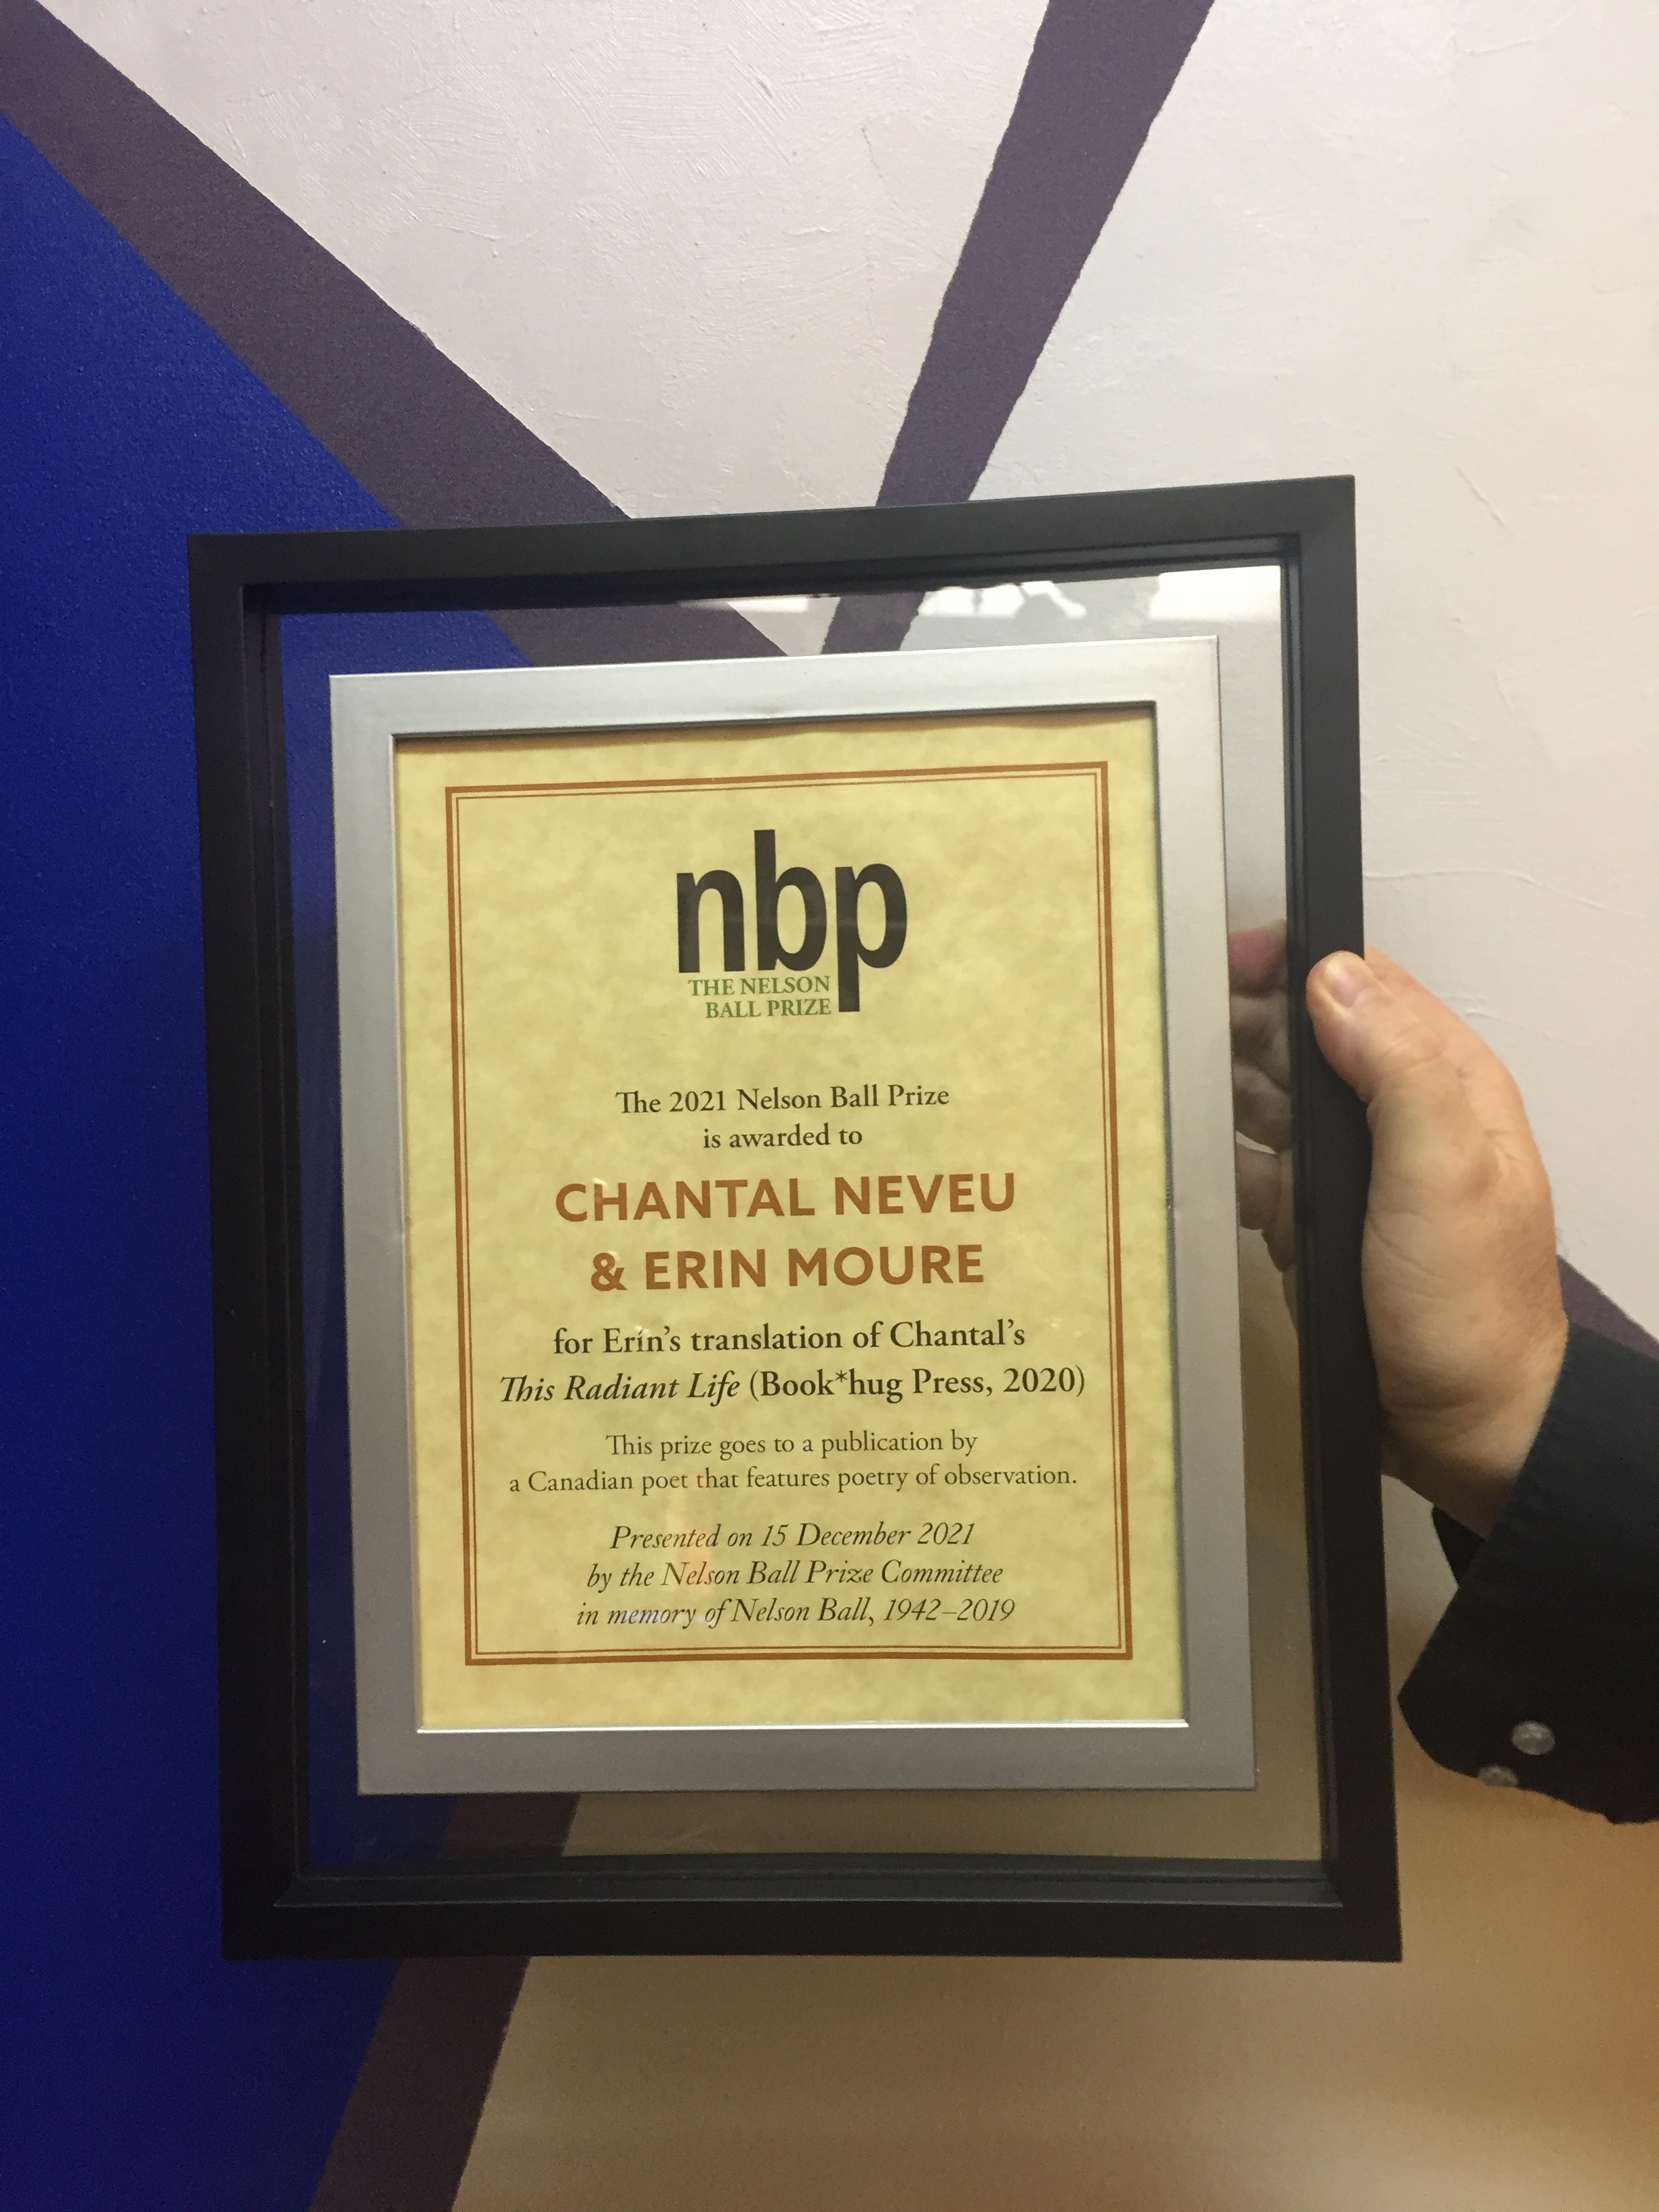 nbp
THE NELSON
BALL PRIZE
The 2021 Nelson Ball Prize
is awarded to
CHANTAL NEVEU
& ERIN MOURE
for Erín's translation of Chantal's
This Radiant Life (Book*hug Press, 2020)
This prize goes to a publication by
a Canadian poet that features poetry of observation.
Presented on 15 December 2021
by the Nelson Ball Prize Committee
in memory of Nelson Ball, 1942–2019